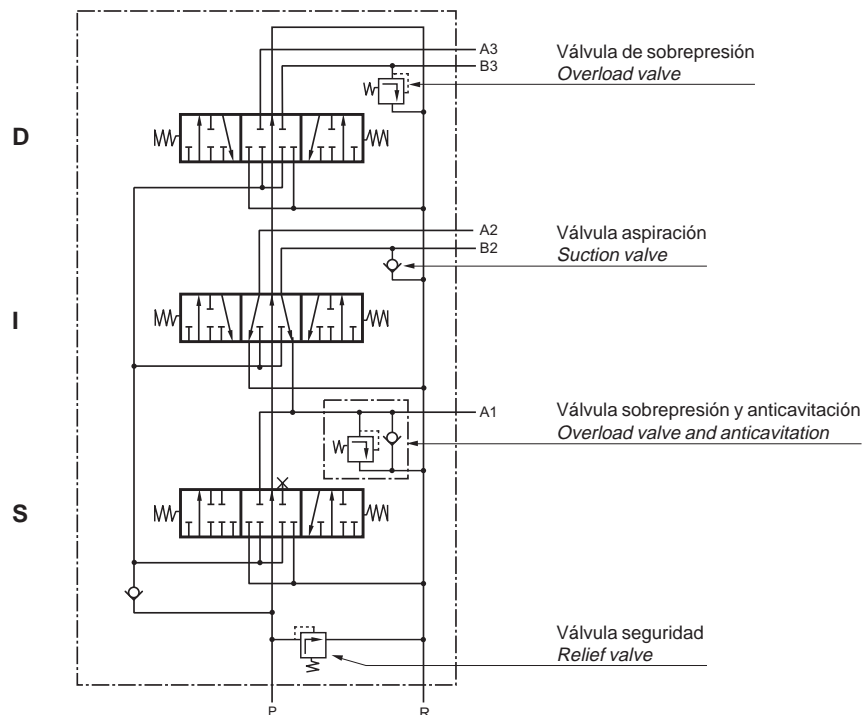 A3
B3
Válvula de sobrepresión
Overload valve
D
A2
B2
Válvula aspiración
Suction valve
I
A1
Válvula sobrepresión y anticavitación
Overload valve and anticavitation
S
Válvula seguridad
Relief valve
P
R